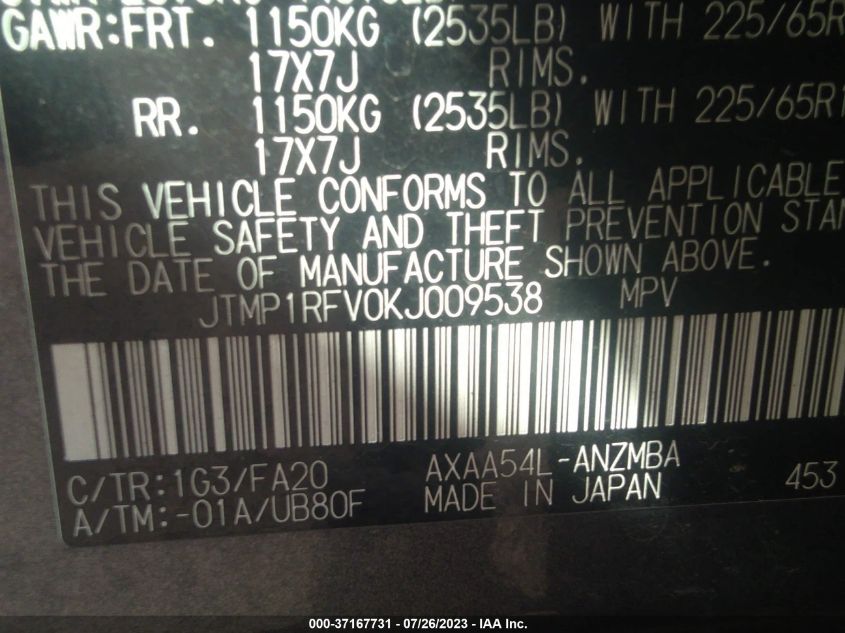 GAWR:FRT. 1150KG (2535LB) WITH 225/65R
17X7J RIMS.
RR. 1150KG (2535LB) WITH 225/65R1
17X7J RIMS.
THIS VEHICLE CONFORMS TO ALL APPLICABLE
VEHICLE SAFETY AND THEFT PREVENTION STAN
THE DATE OF MANUFACTURE SHOWN ABOVE.
JTMP1RFV0KJ009538 MPV
C/TR:1G3/FA20 AXAA54L-ANZMBA 453
A/TM:-01A/UB80F MADE IN JAPAN
000-37167731 - 07/26/2023 - IAA Inc.